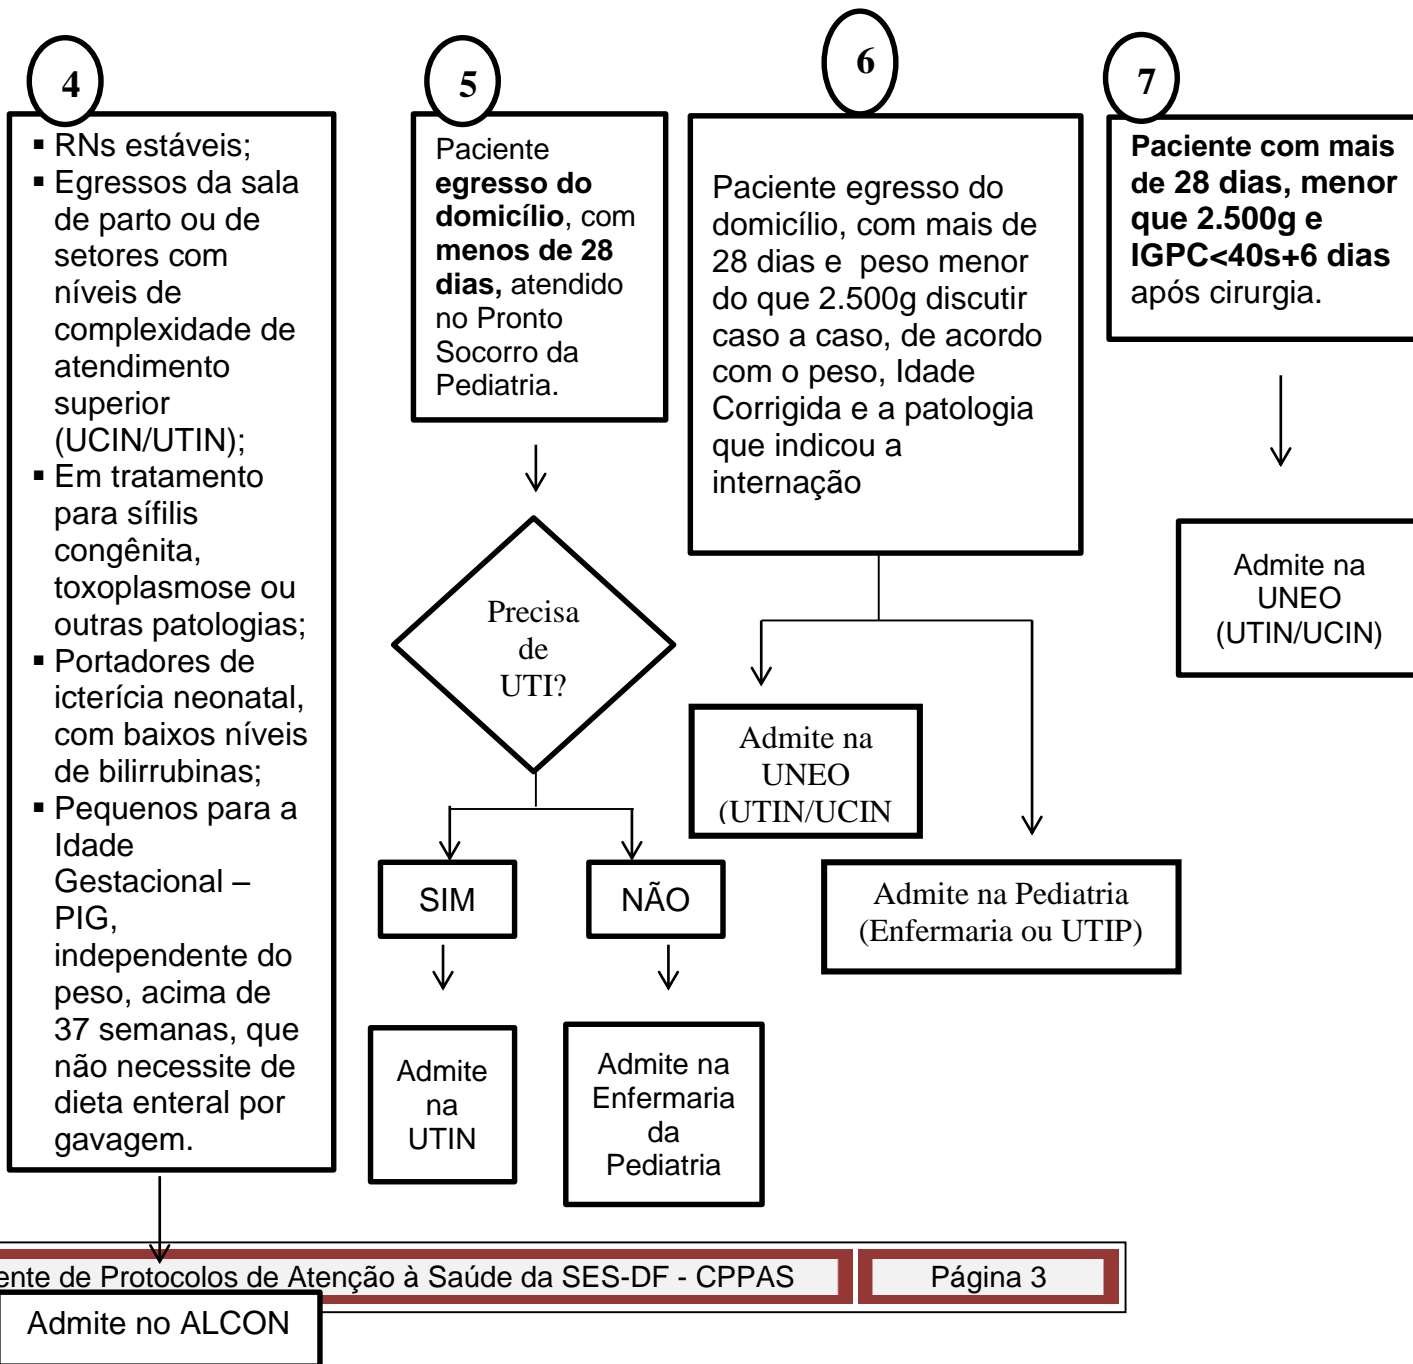 4
▪ RNs estáveis;
▪ Egressos da sala
de parto ou de
setores com
níveis de
complexidade de
atendimento
superior
(UCIN/UTIN);
▪ Em tratamento
para sífilis
congênita,
toxoplasmose ou
outras patologias;
▪ Portadores de
icterícia neonatal,
com baixos níveis
de bilirrubinas;
▪ Pequenos para a
Idade
Gestacional –
PIG,
independente do
peso, acima de
37 semanas, que
não necessite de
dieta enteral por
gavagem.
Admite no ALCON
5
Paciente
egresso do
domicílio, com
menos de 28
dias, atendido
no Pronto
Socorro da
Pediatria.
Precisa
de
UTI?
SIM
NÃO
Admite
na
UTIN
Admite na
Enfermaria
da
Pediatria
6
Paciente egresso do
domicílio, com mais de
28 dias e peso menor
do que 2.500g discutir
caso a caso, de acordo
com o peso, Idade
Corrigida e a patologia
que indicou a
internação
Admite na
UNEO
(UTIN/UCIN
Admite na Pediatria
(Enfermaria ou UTIP)
7
Paciente com mais
de 28 dias, menor
que 2.500g e
IGPC<40s+6 dias
após cirurgia.
Admite na
UNEO
(UTIN/UCIN)
ente de Protocolos de Atenção à Saúde da SES-DF - CPPAS
Página 3